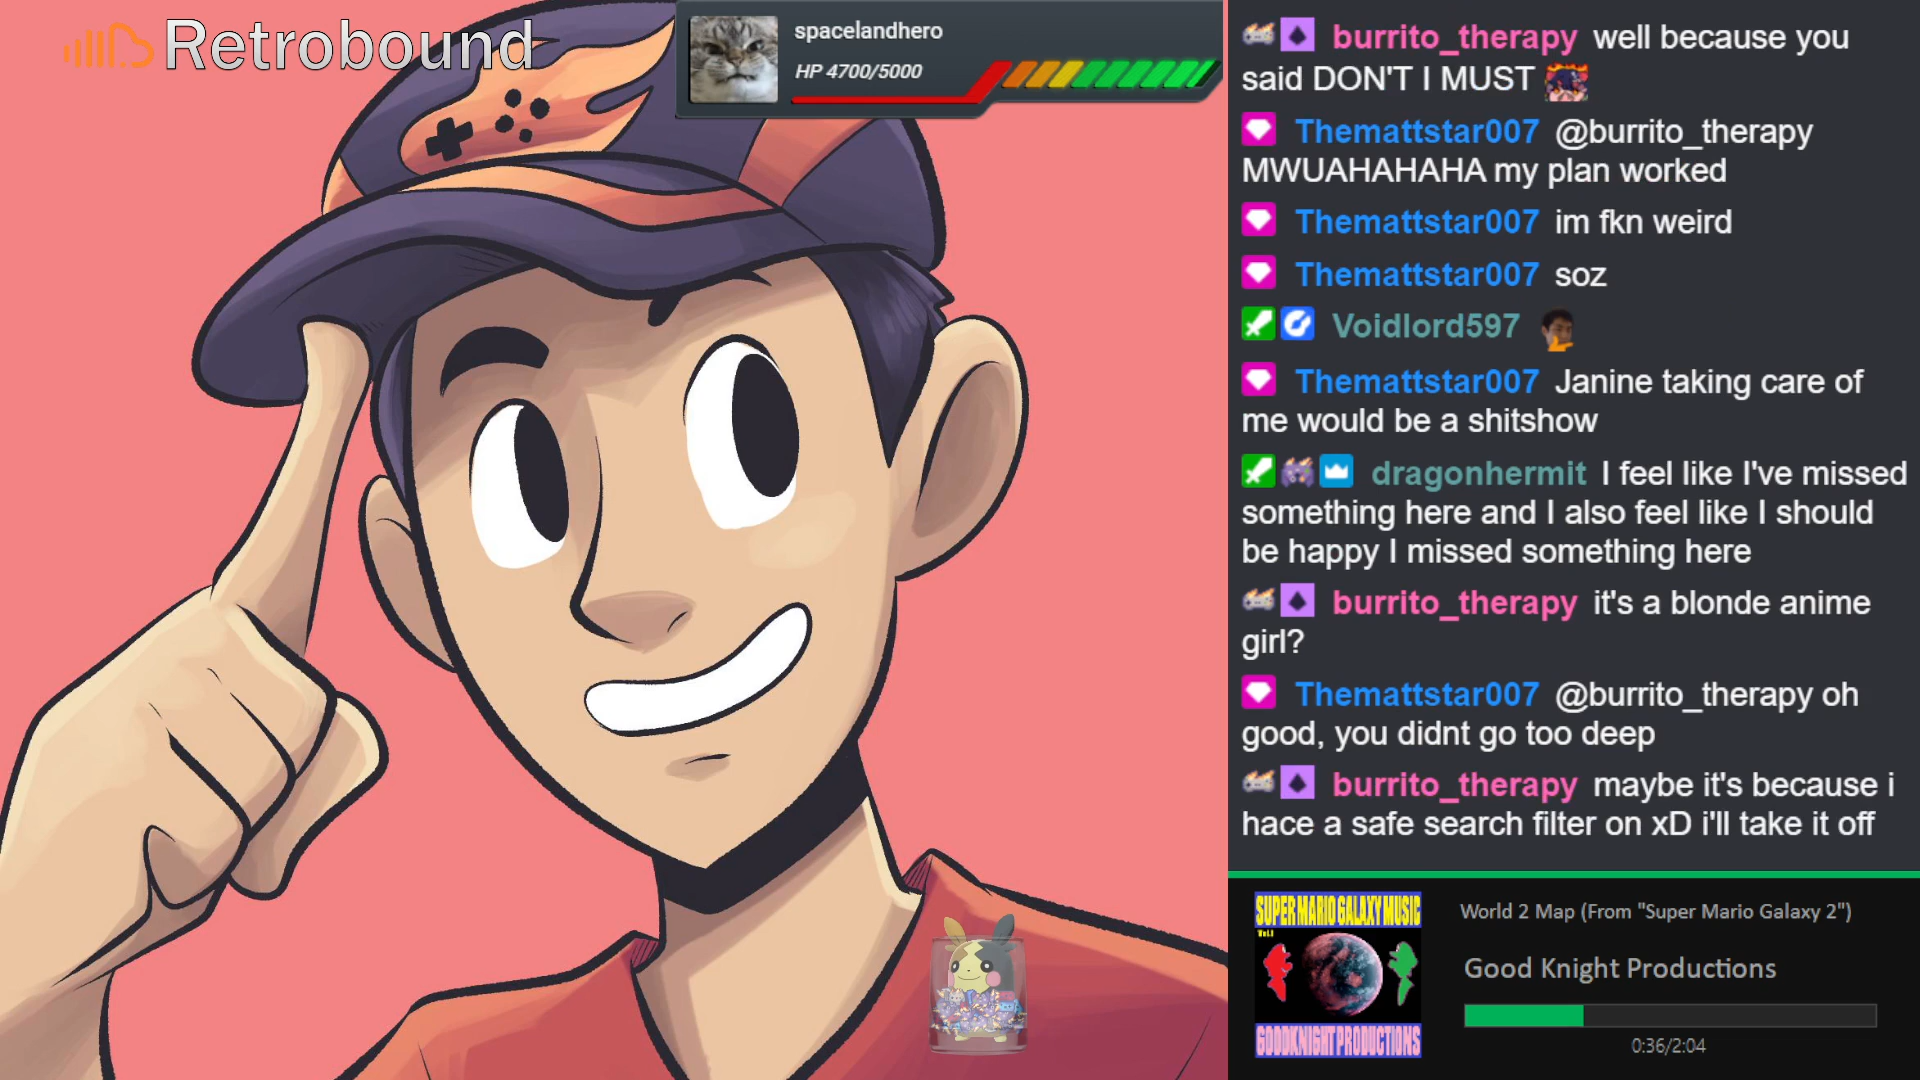 Retrobound
spacelandhero
HP 4700/5000
burrito_therapy well because you
said DON'T I MUST
Themattstar007 @burrito_therapy
MWUAHAHAHA my plan worked
Themattstar007 im fkn weird
Themattstar007 soz
Voidlord597
Themattstar007 Janine taking care of
me would be a shitshow
dragonhermit I feel like I've missed
something here and I also feel like I should
be happy I missed something here
burrito_therapy it's a blonde anime
girl?
Themattstar007 @burrito_therapy oh
good, you didnt go too deep
burrito_therapy maybe it's because i
hace a safe search filter on xD i'll take it off
SUPER MARIO GALAXY MUSIC
Vol.1
GOODKNIGHT PRODUCTIONS
World 2 Map (From "Super Mario Galaxy 2")
Good Knight Productions
0:36/2:04